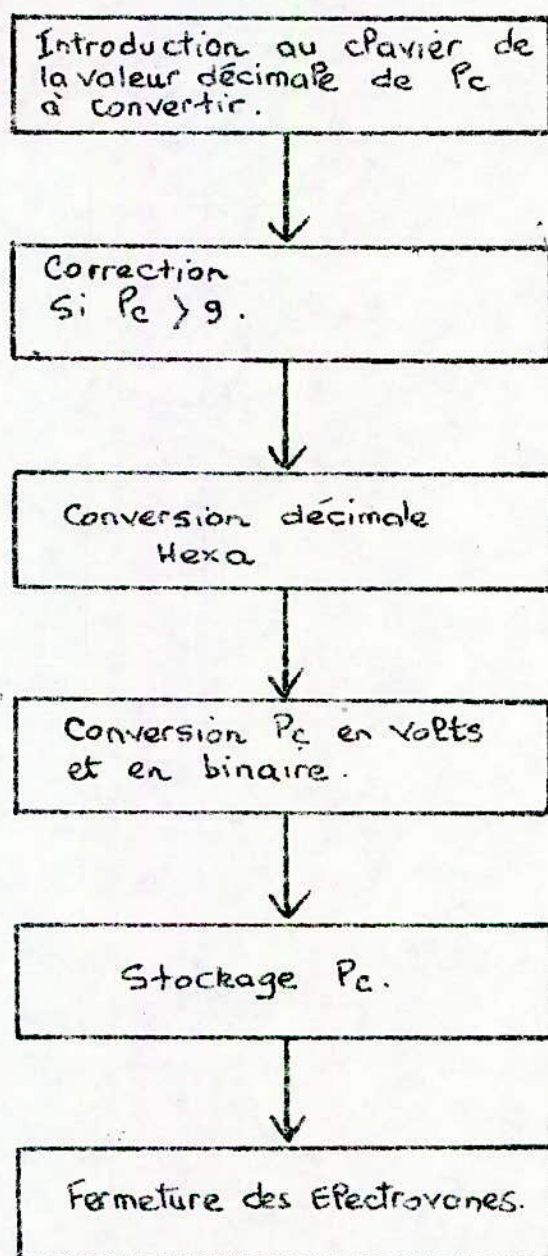 Introduction au clavier de
la valeur décimale de Pc
à convertir.
Correction
Si Pc > 9.
Conversion décimale
Hexa
Conversion Pc en volts
et en binaire.
Stockage Pc.
Fermeture des Electrovanes.